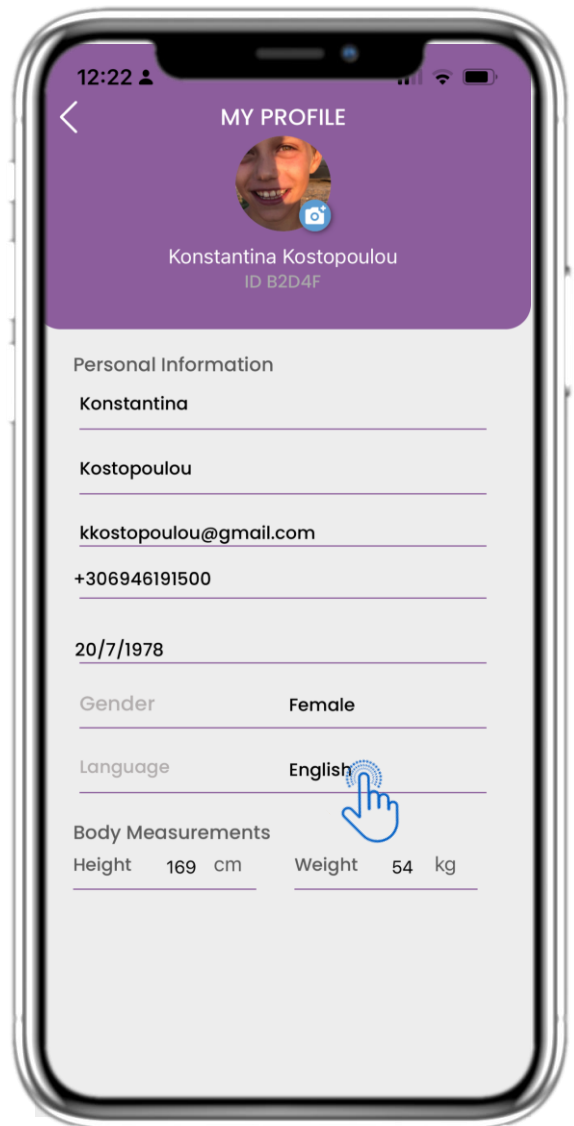 12:22
MY PROFILE
Konstantina Kostopoulou
ID B2D4F
Personal Information
Konstantina
Kostopoulou
kkostopoulou@gmail.com
+306946191500
20/7/1978
Gender Female
Language English
Body Measurements
Height 169 cm Weight 54 kg